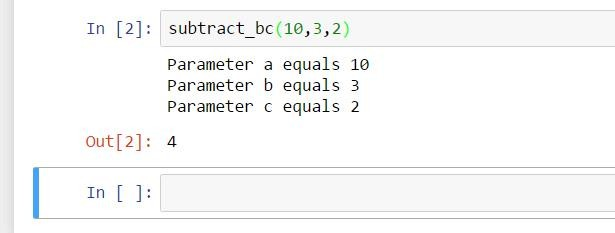 In [2]: subtract_bc(10,3,2)
Parameter a equals 10
Parameter b equals 3
Parameter c equals 2
Out[2]: 4
In [ ]: